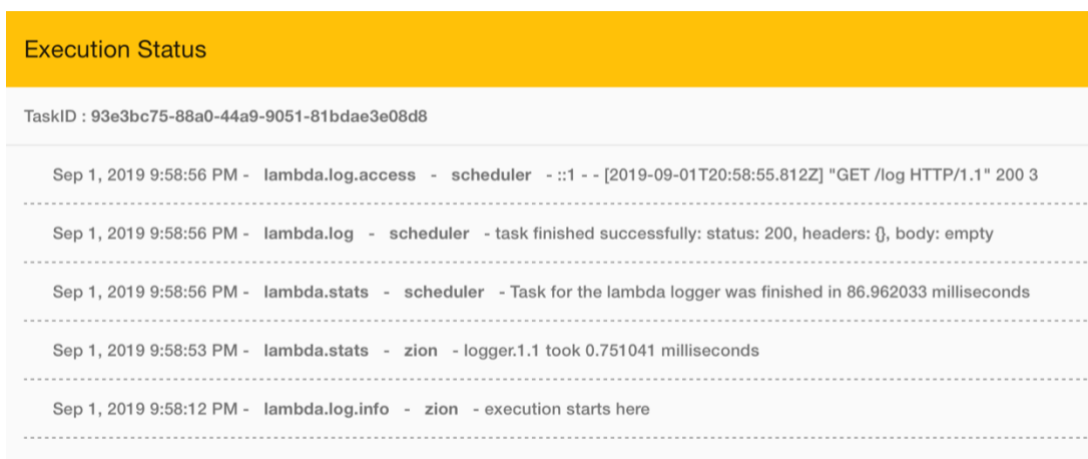 Execution Status
TaskID : 93e3bc75-88a0-44a9-9051-81bdae3e08d8
Sep 1, 2019 9:58:56 PM - lambda.log.access - scheduler - ::1 - - [2019-09-01T20:58:55.812Z] "GET /log HTTP/1.1" 200 3
Sep 1, 2019 9:58:56 PM - lambda.log - scheduler - task finished successfully: status: 200, headers: {}, body: empty
Sep 1, 2019 9:58:56 PM - lambda.stats - scheduler - Task for the lambda logger was finished in 86.962033 milliseconds
Sep 1, 2019 9:58:53 PM - lambda.stats - zion - logger.1.1 took 0.751041 milliseconds
Sep 1, 2019 9:58:12 PM - lambda.log.info - zion - execution starts here